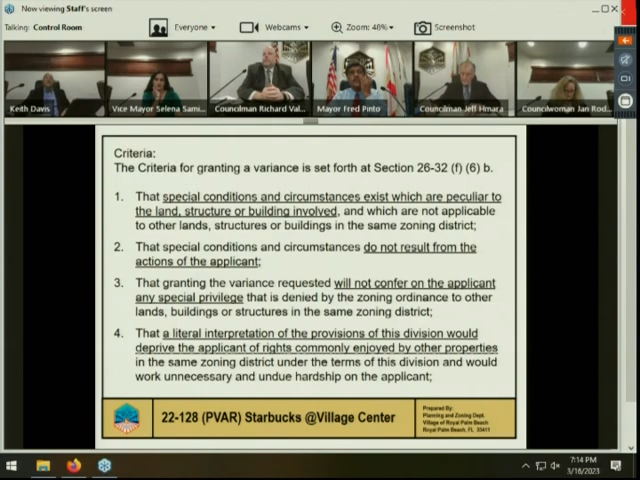 Now viewing Staff's screen
Talking: Control Room
Everyone
Webcams
Zoom: 48%
Screenshot
Keith Davis
Vice Mayor Selena Sami...
Councilman Richard Val...
Mayor Fred Pinto
Councilman Jeff Hmara
Councilwoman Jan Rod...
Criteria:
The Criteria for granting a variance is set forth at Section 26-32 (f) (6) b.
1. That special conditions and circumstances exist which are peculiar to
the land, structure or building involved, and which are not applicable
to other lands, structures or buildings in the same zoning district;
2. That special conditions and circumstances do not result from the
actions of the applicant;
3. That granting the variance requested will not confer on the applicant
any special privilege that is denied by the zoning ordinance to other
lands, buildings or structures in the same zoning district;
4. That a literal interpretation of the provisions of this division would
deprive the applicant of rights commonly enjoyed by other properties
in the same zoning district under the terms of this division and would
work unnecessary and undue hardship on the applicant;
22-128 (PVAR) Starbucks @Village Center
Prepared By:
Planning and Zoning Dept.
Village of Royal Palm Beach
Royal Palm Beach, FL 33411
7:14 PM
3/16/2023